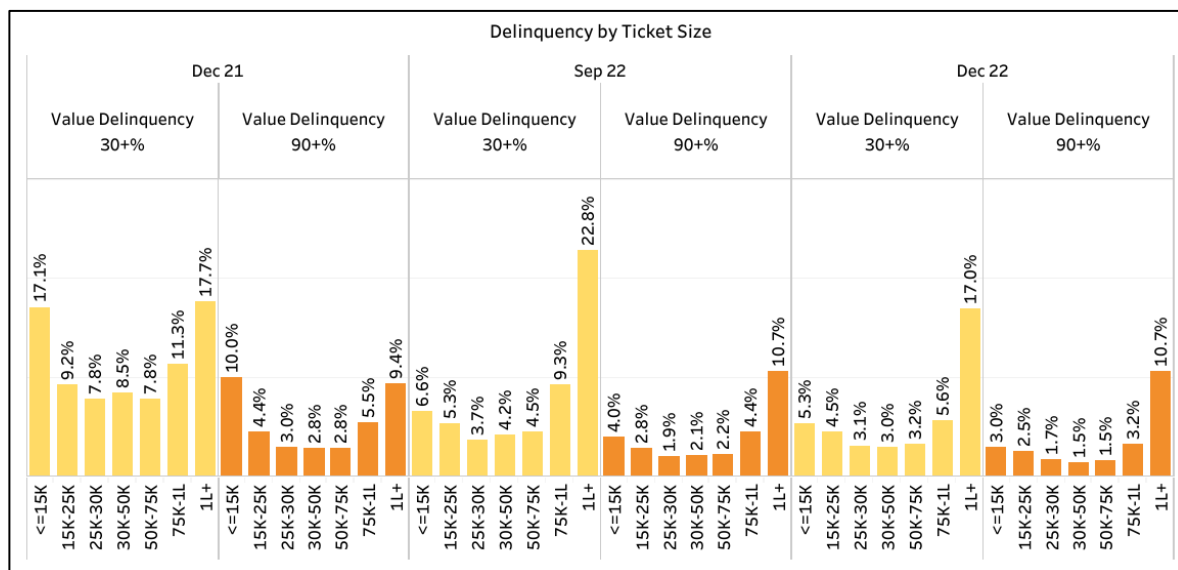 Delinquency by Ticket Size
Dec 21
Sep 22
Dec 22
Value Delinquency
30+%
Value Delinquency
90+%
Value Delinquency
30+%
Value Delinquency
90+%
Value Delinquency
30+%
Value Delinquency
90+%
17.1%
9.2%
7.8%
8.5%
7.8%
11.3%
17.7%
10.0%
4.4%
3.0%
2.8%
2.8%
5.5%
9.4%
6.6%
5.3%
3.7%
4.2%
4.5%
9.3%
22.8%
4.0%
2.8%
1.9%
2.1%
2.2%
4.4%
10.7%
5.3%
4.5%
3.1%
3.0%
3.2%
5.6%
17.0%
3.0%
2.5%
1.7%
1.5%
1.5%
3.2%
10.7%
<=15K
15K-25K
25K-30K
30K-50K
50K-75K
75K-1L
1L+
<=15K
15K-25K
25K-30K
30K-50K
50K-75K
75K-1L
1L+
<=15K
15K-25K
25K-30K
30K-50K
50K-75K
75K-1L
1L+
<=15K
15K-25K
25K-30K
30K-50K
50K-75K
75K-1L
1L+
<=15K
15K-25K
25K-30K
30K-50K
50K-75K
75K-1L
1L+
<=15K
15K-25K
25K-30K
30K-50K
50K-75K
75K-1L
1L+